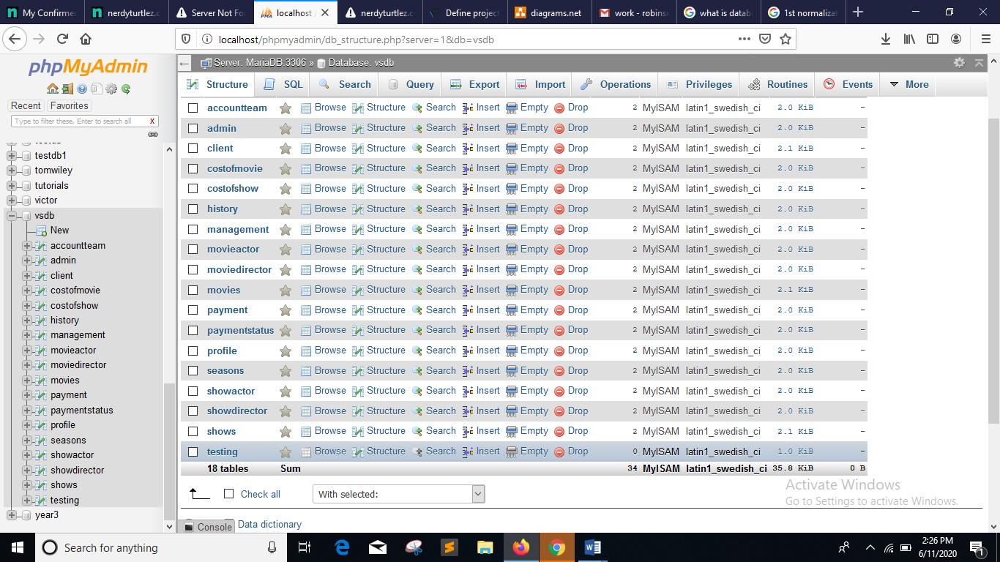 My Confirmed
nerdyturtlez.c
Server Not Fo
localhost /
nerdyturtlez.c
Define project
diagrams.net
work - robins
what is datab
1st normalizat
localhost/phpmyadmin/db_structure.php?server=1&db=vsdb
phpMyAdmin
Recent Favorites
Type to filter these, Enter to search all X
testdb1
tomwiley
tutorials
victor
vsdb
New
accountteam
admin
client
costofmovie
costofshow
history
management
movieactor
moviedirector
movies
payment
paymentstatus
profile
seasons
showactor
showdirector
shows
testing
year3
Server: MariaDB:3306 » Database: vsdb
Structure SQL Search Query Export Import Operations Privileges Routines Events More
accountteam Browse Structure Search Insert Empty Drop 2 MyISAM latin1_swedish_ci 2.0 KiB -
admin Browse Structure Search Insert Empty Drop 2 MyISAM latin1_swedish_ci 2.0 KiB -
client Browse Structure Search Insert Empty Drop 2 MyISAM latin1_swedish_ci 2.1 KiB -
costofmovie Browse Structure Search Insert Empty Drop 2 MyISAM latin1_swedish_ci 2.0 KiB -
costofshow Browse Structure Search Insert Empty Drop 2 MyISAM latin1_swedish_ci 2.0 KiB -
history Browse Structure Search Insert Empty Drop 2 MyISAM latin1_swedish_ci 2.0 KiB -
management Browse Structure Search Insert Empty Drop 2 MyISAM latin1_swedish_ci 2.0 KiB -
movieactor Browse Structure Search Insert Empty Drop 2 MyISAM latin1_swedish_ci 2.0 KiB -
moviedirector Browse Structure Search Insert Empty Drop 2 MyISAM latin1_swedish_ci 2.0 KiB -
movies Browse Structure Search Insert Empty Drop 2 MyISAM latin1_swedish_ci 2.1 KiB -
payment Browse Structure Search Insert Empty Drop 2 MyISAM latin1_swedish_ci 2.0 KiB -
paymentstatus Browse Structure Search Insert Empty Drop 2 MyISAM latin1_swedish_ci 2.0 KiB -
profile Browse Structure Search Insert Empty Drop 2 MyISAM latin1_swedish_ci 2.0 KiB -
seasons Browse Structure Search Insert Empty Drop 2 MyISAM latin1_swedish_ci 2.0 KiB -
showactor Browse Structure Search Insert Empty Drop 2 MyISAM latin1_swedish_ci 2.0 KiB -
showdirector Browse Structure Search Insert Empty Drop 2 MyISAM latin1_swedish_ci 2.0 KiB -
shows Browse Structure Search Insert Empty Drop 2 MyISAM latin1_swedish_ci 2.1 KiB -
testing Browse Structure Search Insert Empty Drop 0 MyISAM latin1_swedish_ci 1.0 KiB -
18 tables Sum 34 MyISAM latin1_swedish_ci 35.8 KiB 0 B
Check all With selected:
Activate Windows
Go to Settings to activate Windows.
Console
Data dictionary
Search for anything
2:26 PM
6/11/2020
1